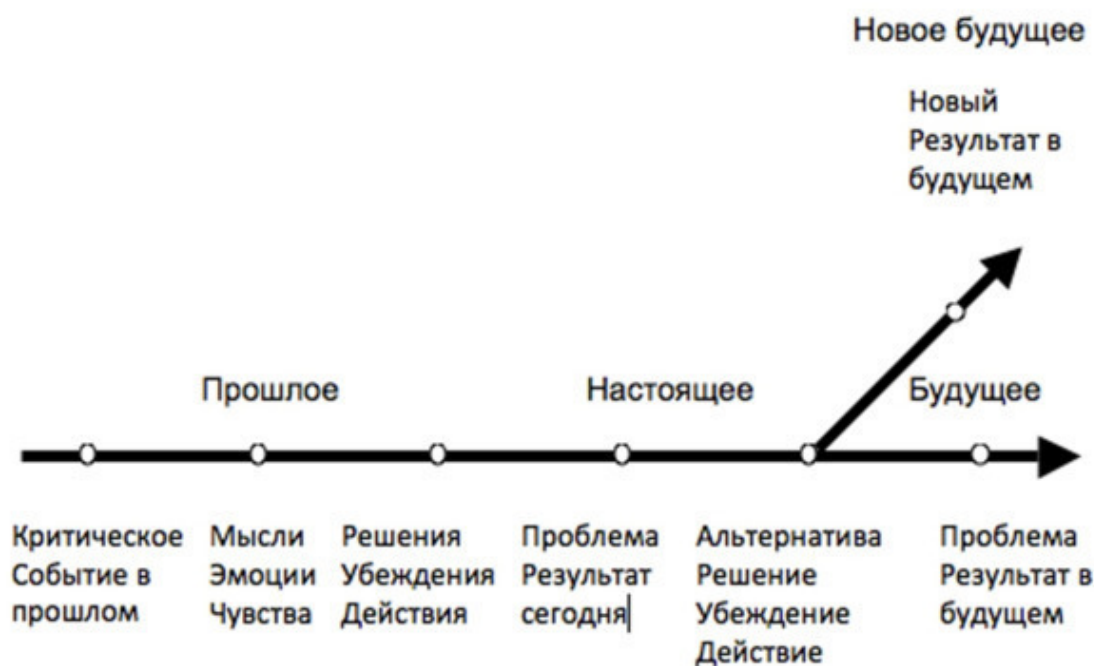 Новое будущее
Новый
Результат в
будущем
Прошлое
Настоящее
Будущее
Критическое
Событие в
прошлом
Мысли
Эмоции
Чувства
Решения
Убеждения
Действия
Проблема
Результат
сегодня
Альтернатива
Решение
Убеждение
Действие
Проблема
Результат в
будущем